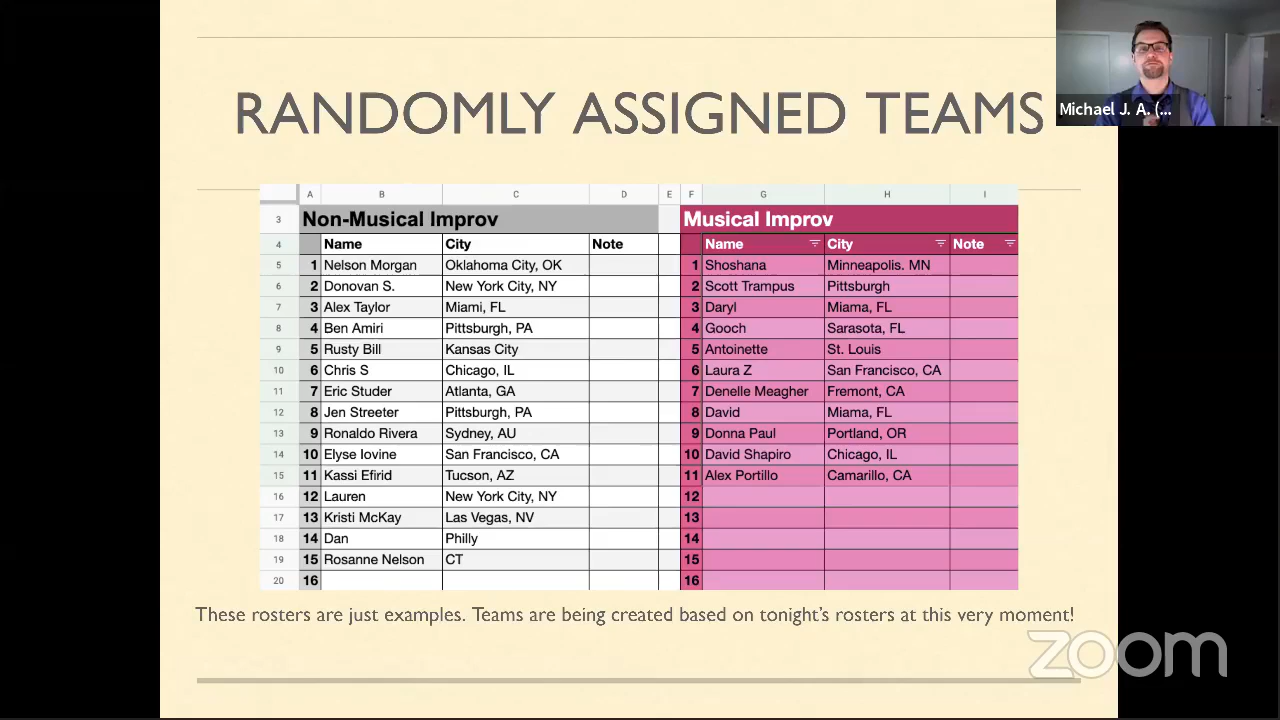 RANDOMLY ASSIGNED TEAMS
Michael J. A. (...
A B C D E F G H I
3 Non-Musical Improv Musical Improv
4 Name City Note Name City Note
5 1 Nelson Morgan Oklahoma City, OK 1 Shoshana Minneapolis. MN
6 2 Donovan S. New York City, NY 2 Scott Trampus Pittsburgh
7 3 Alex Taylor Miami, FL 3 Daryl Miama, FL
8 4 Ben Amiri Pittsburgh, PA 4 Gooch Sarasota, FL
9 5 Rusty Bill Kansas City 5 Antoinette St. Louis
10 6 Chris S Chicago, IL 6 Laura Z San Francisco, CA
11 7 Eric Studer Atlanta, GA 7 Denelle Meagher Fremont, CA
12 8 Jen Streeter Pittsburgh, PA 8 David Miama, FL
13 9 Ronaldo Rivera Sydney, AU 9 Donna Paul Portland, OR
14 10 Elyse Iovine San Francisco, CA 10 David Shapiro Chicago, IL
15 11 Kassi Efirid Tucson, AZ 11 Alex Portillo Camarillo, CA
16 12 Lauren New York City, NY 12
17 13 Kristi McKay Las Vegas, NV 13
18 14 Dan Philly 14
19 15 Rosanne Nelson CT 15
20 16 16
These rosters are just examples. Teams are being created based on tonight's rosters at this very moment!
zoom